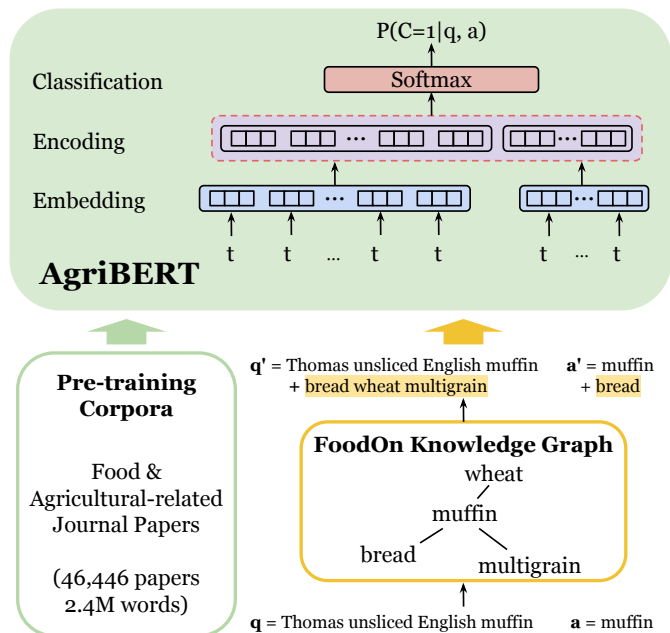 P(C=1|q, a)
Classification
Softmax
Encoding
...
...
Embedding
...
...
t t ... t t t ... t
AgriBERT
Pre-training
Corpora
Food &
Agricultural-related
Journal Papers
(46,446 papers
2.4M words)
q' = Thomas unsliced English muffin
+ bread wheat multigrain
a' = muffin
+ bread
FoodOn Knowledge Graph
wheat
muffin
bread
multigrain
q = Thomas unsliced English muffin
a = muffin